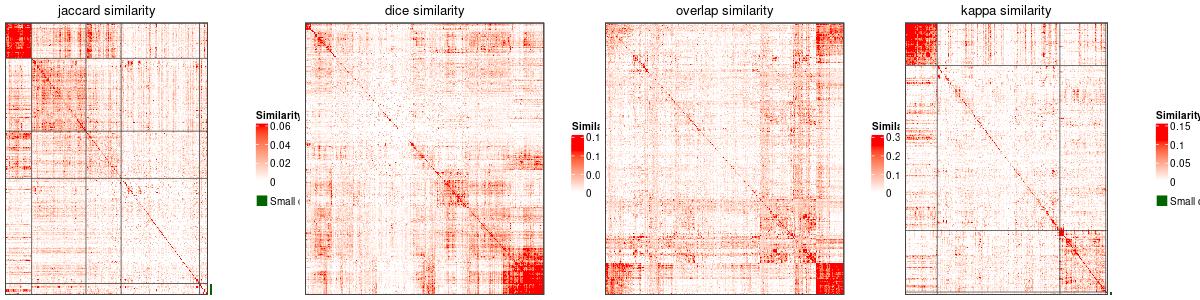 jaccard similarity
Similarity
0.06
0.04
0.02
0
Small
dice similarity
Simila
0.1
0.1
0.0
0
overlap similarity
Simila
0.3
0.2
0.1
0
kappa similarity
Similarity
0.15
0.1
0.05
0
Small